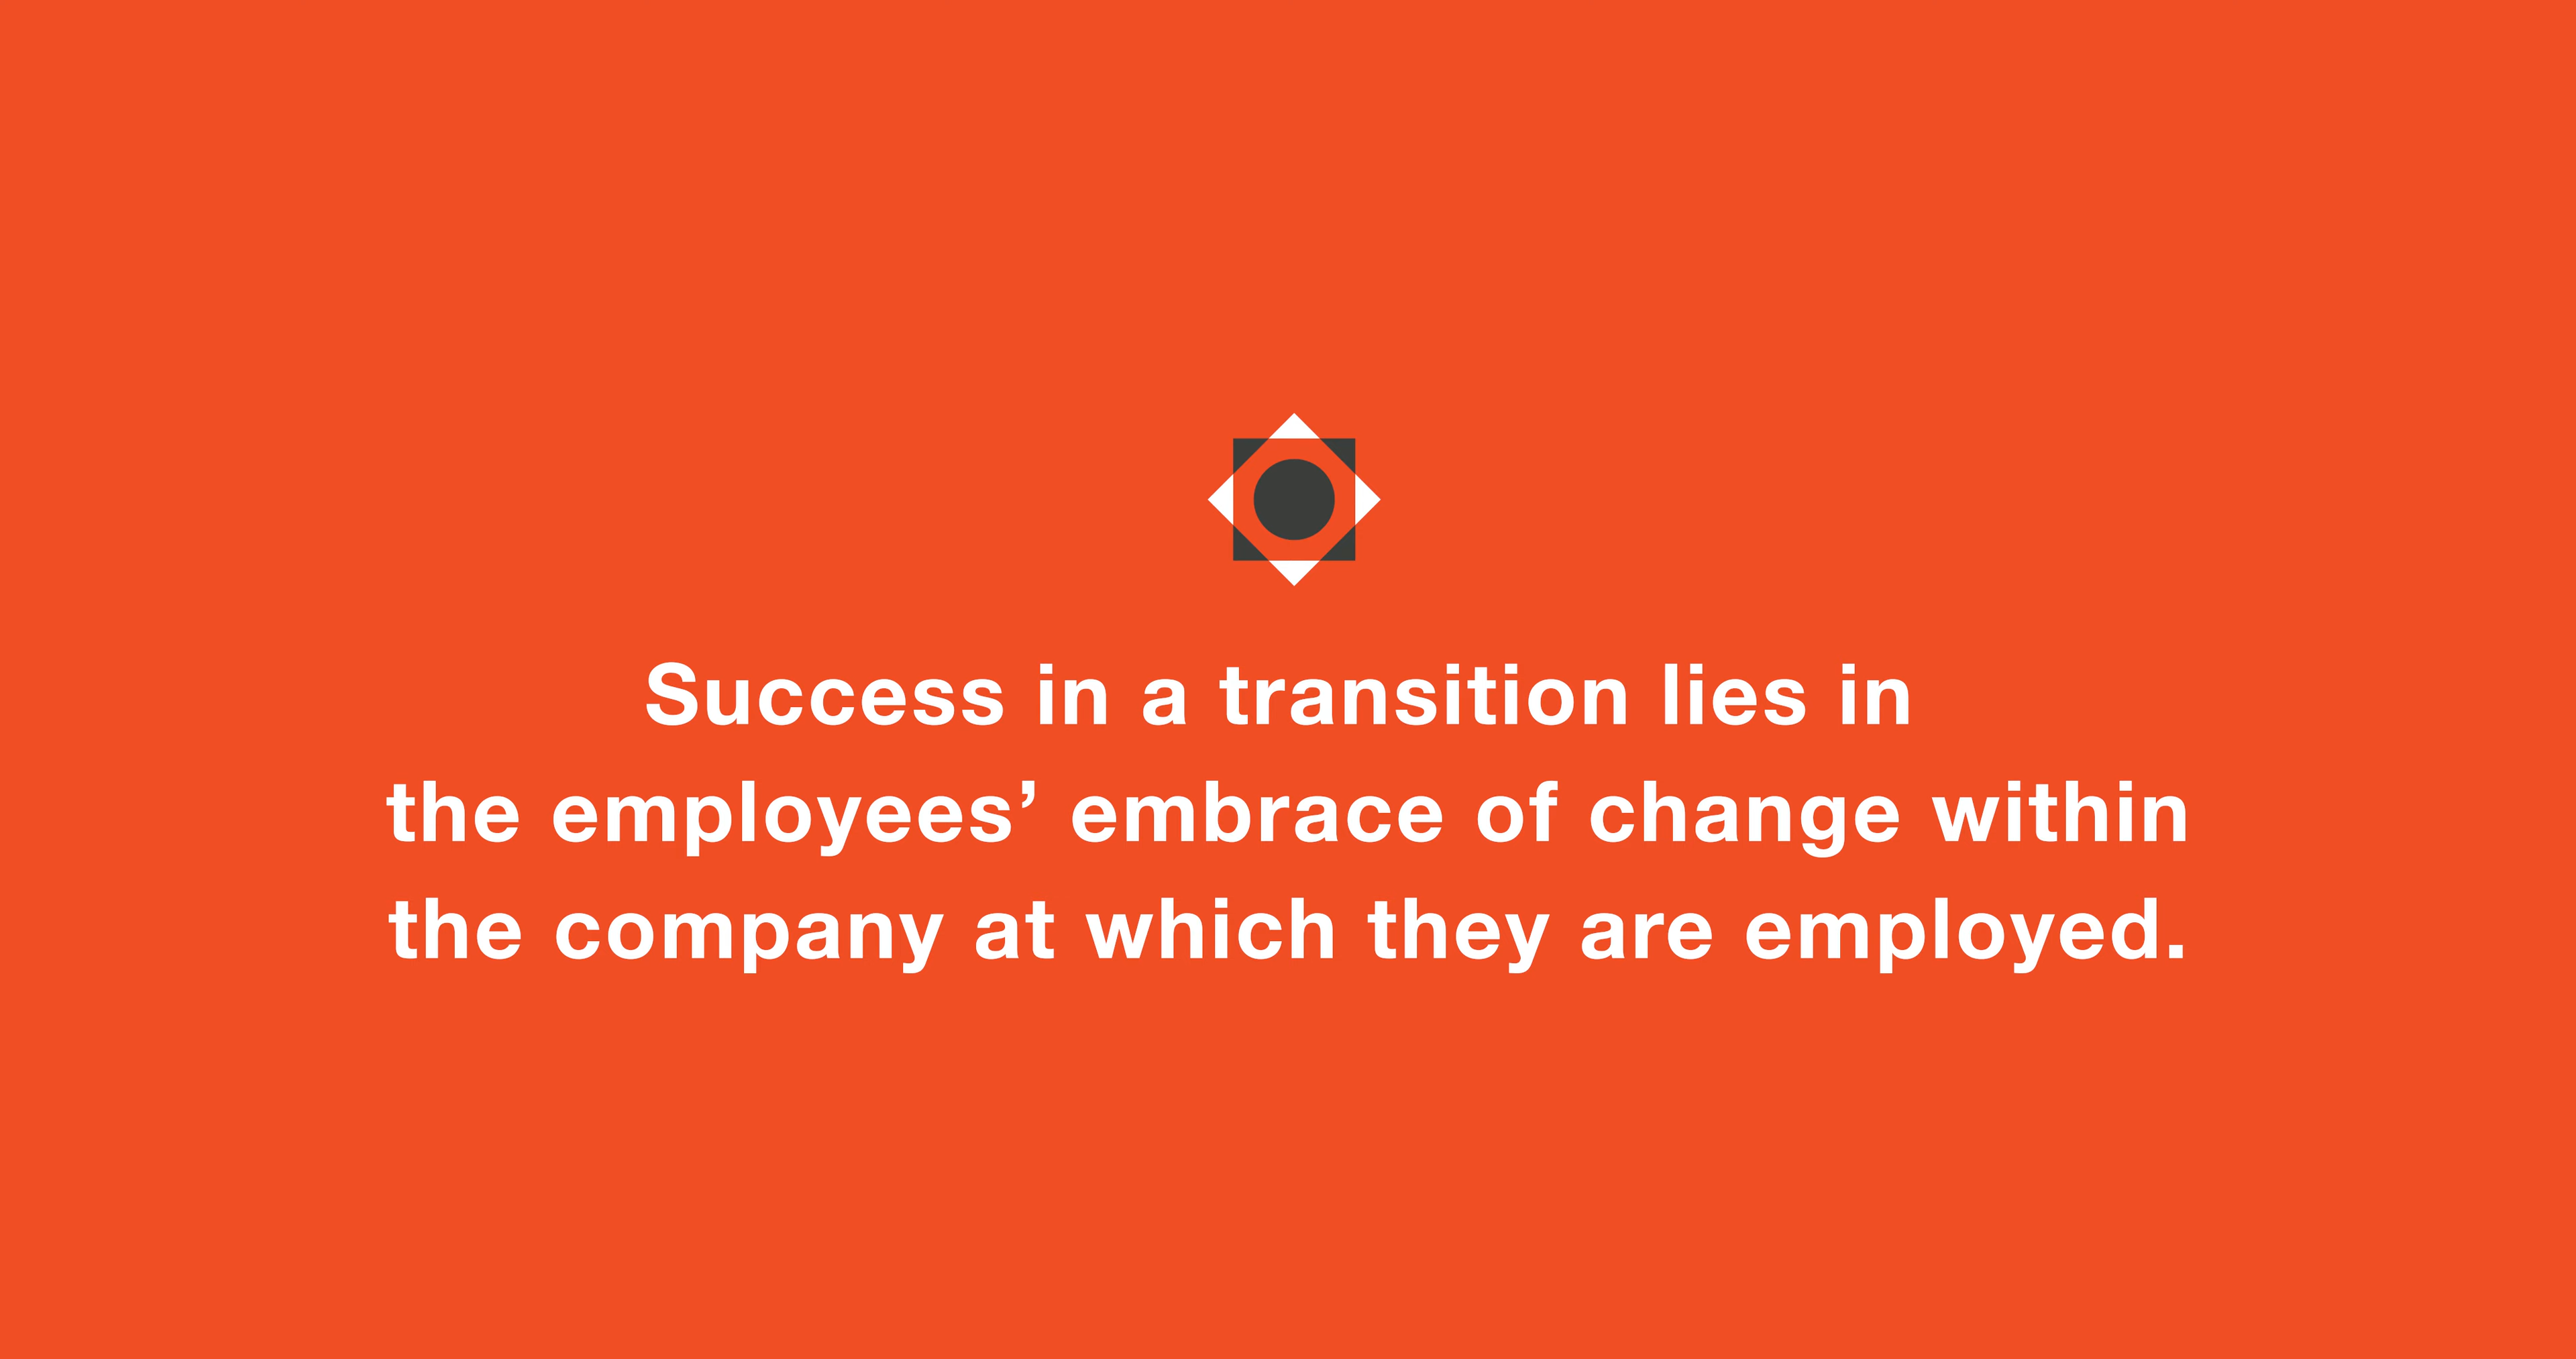 Success in a transition lies in
the employees’ embrace of change within
the company at which they are employed.